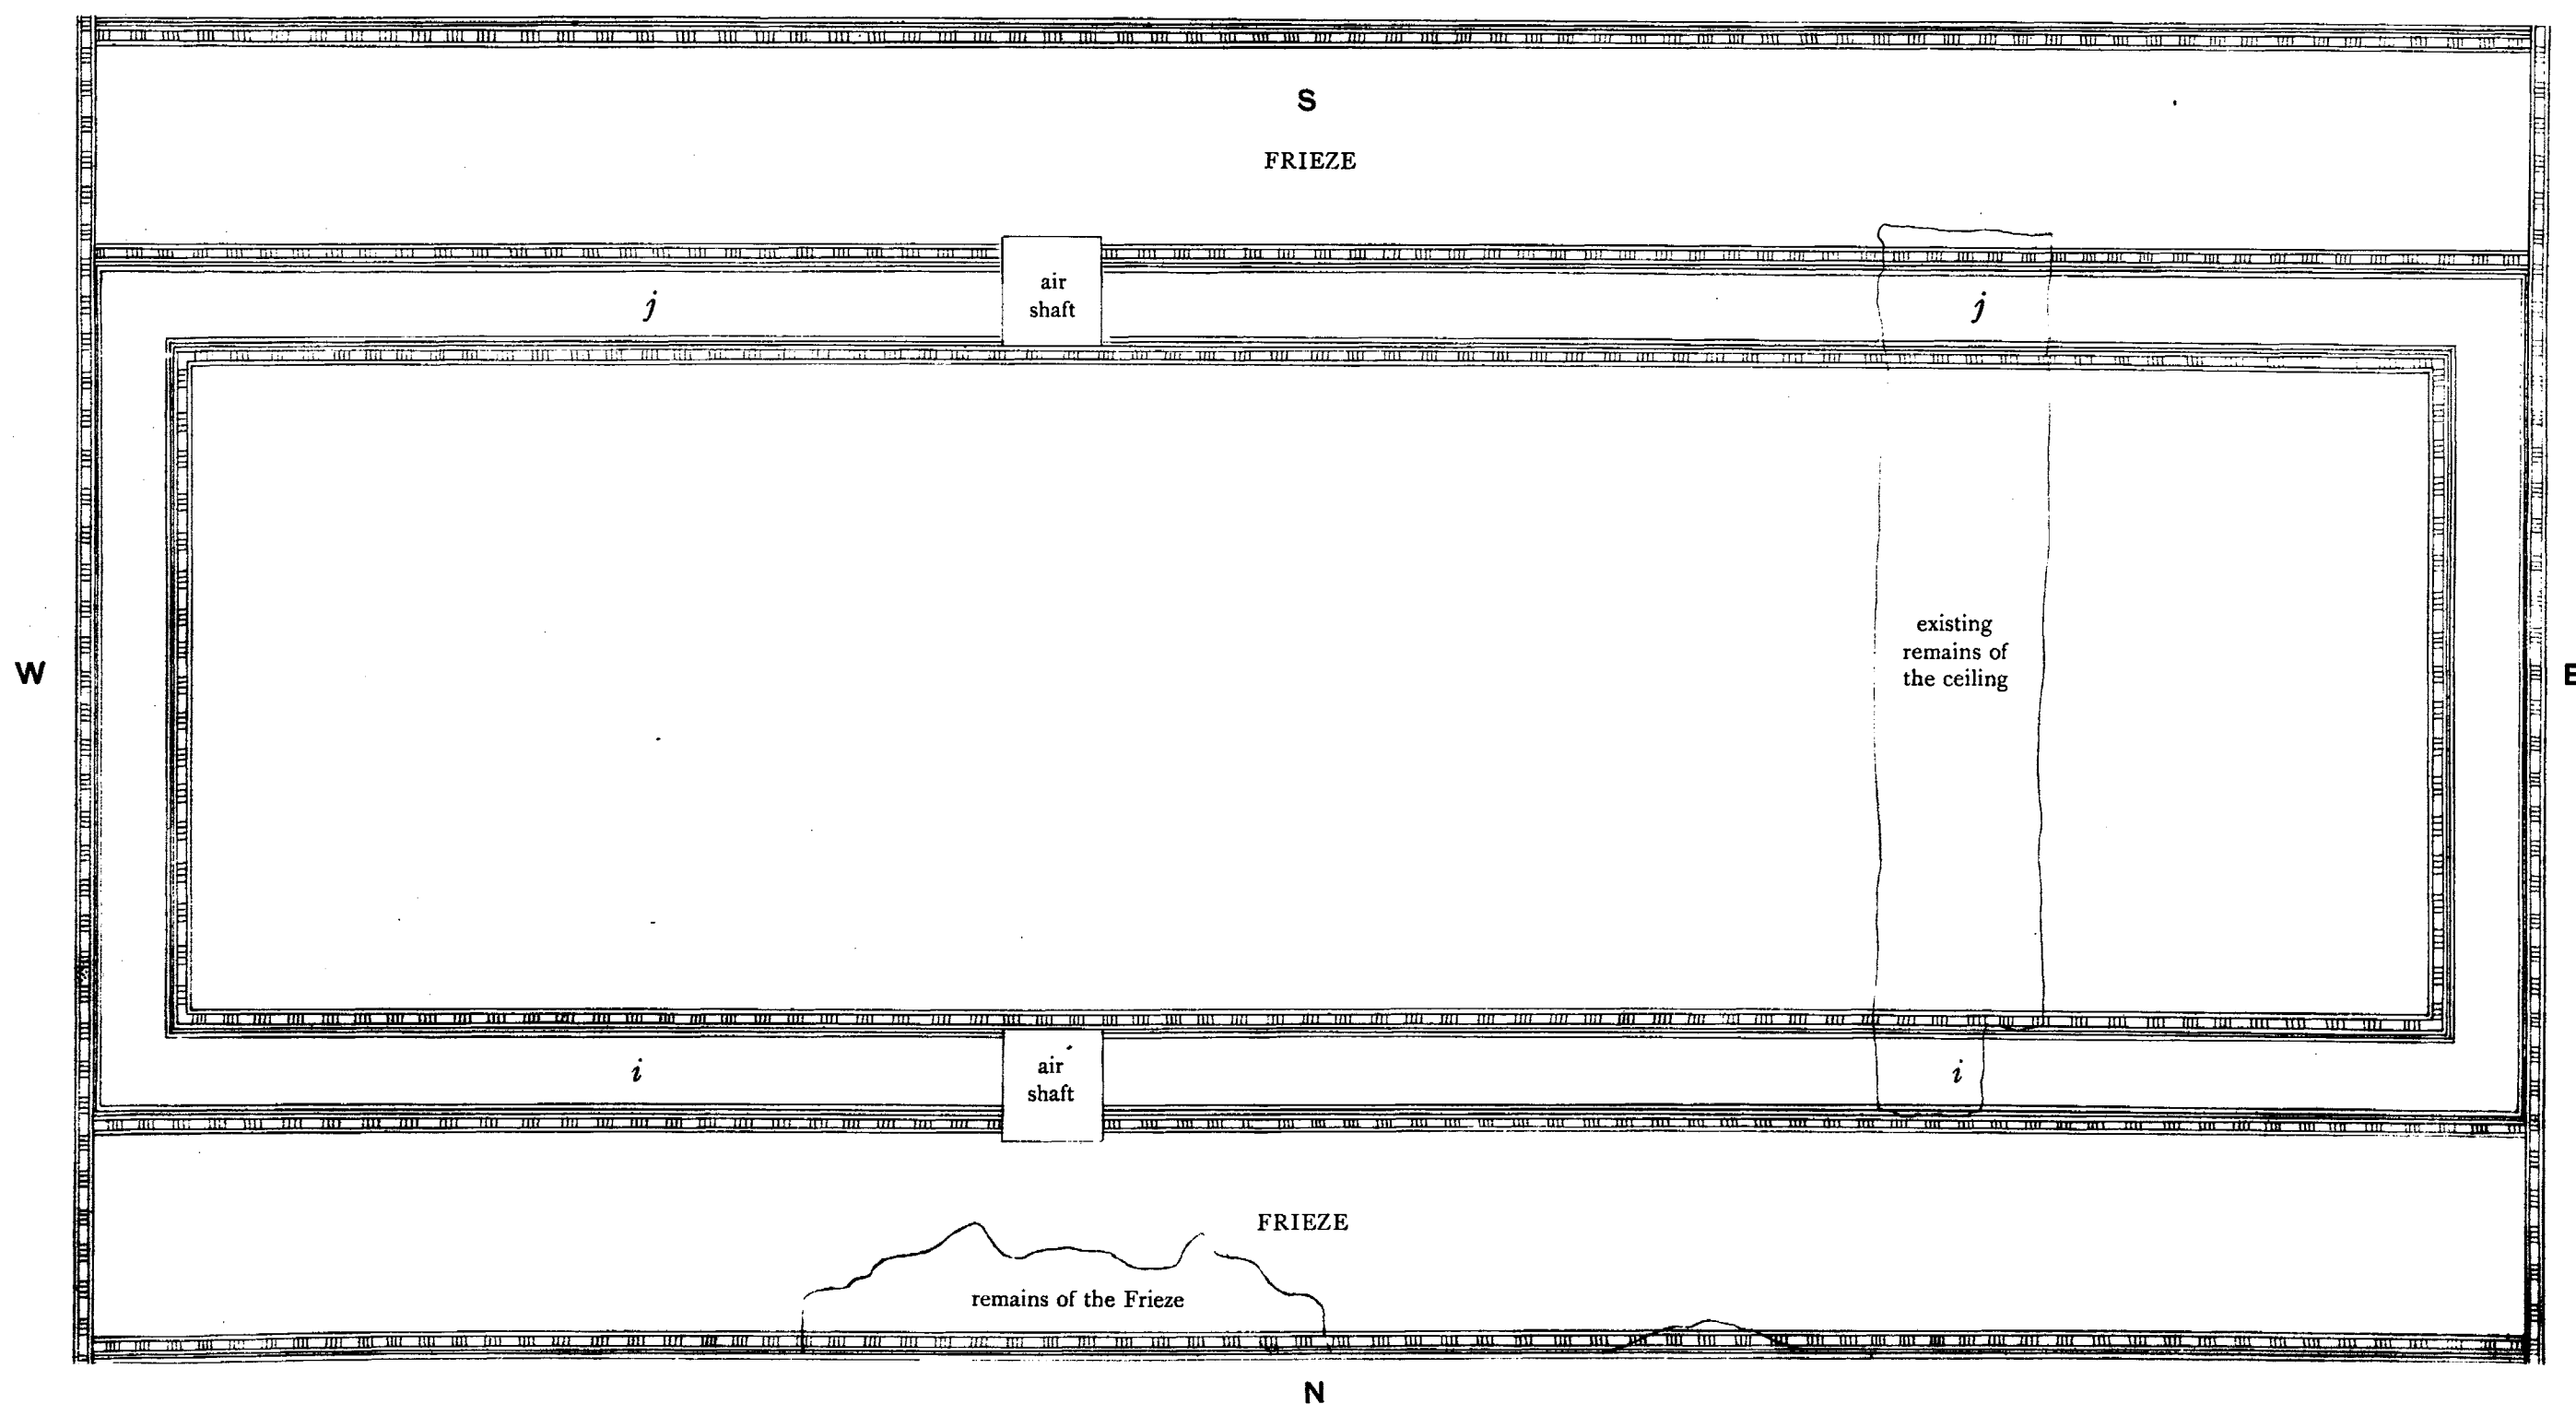 S
FRIEZE
air
shaft
j
j
existing
remains of
the ceiling
W
E
air
shaft
i
i
FRIEZE
remains of the Frieze
N